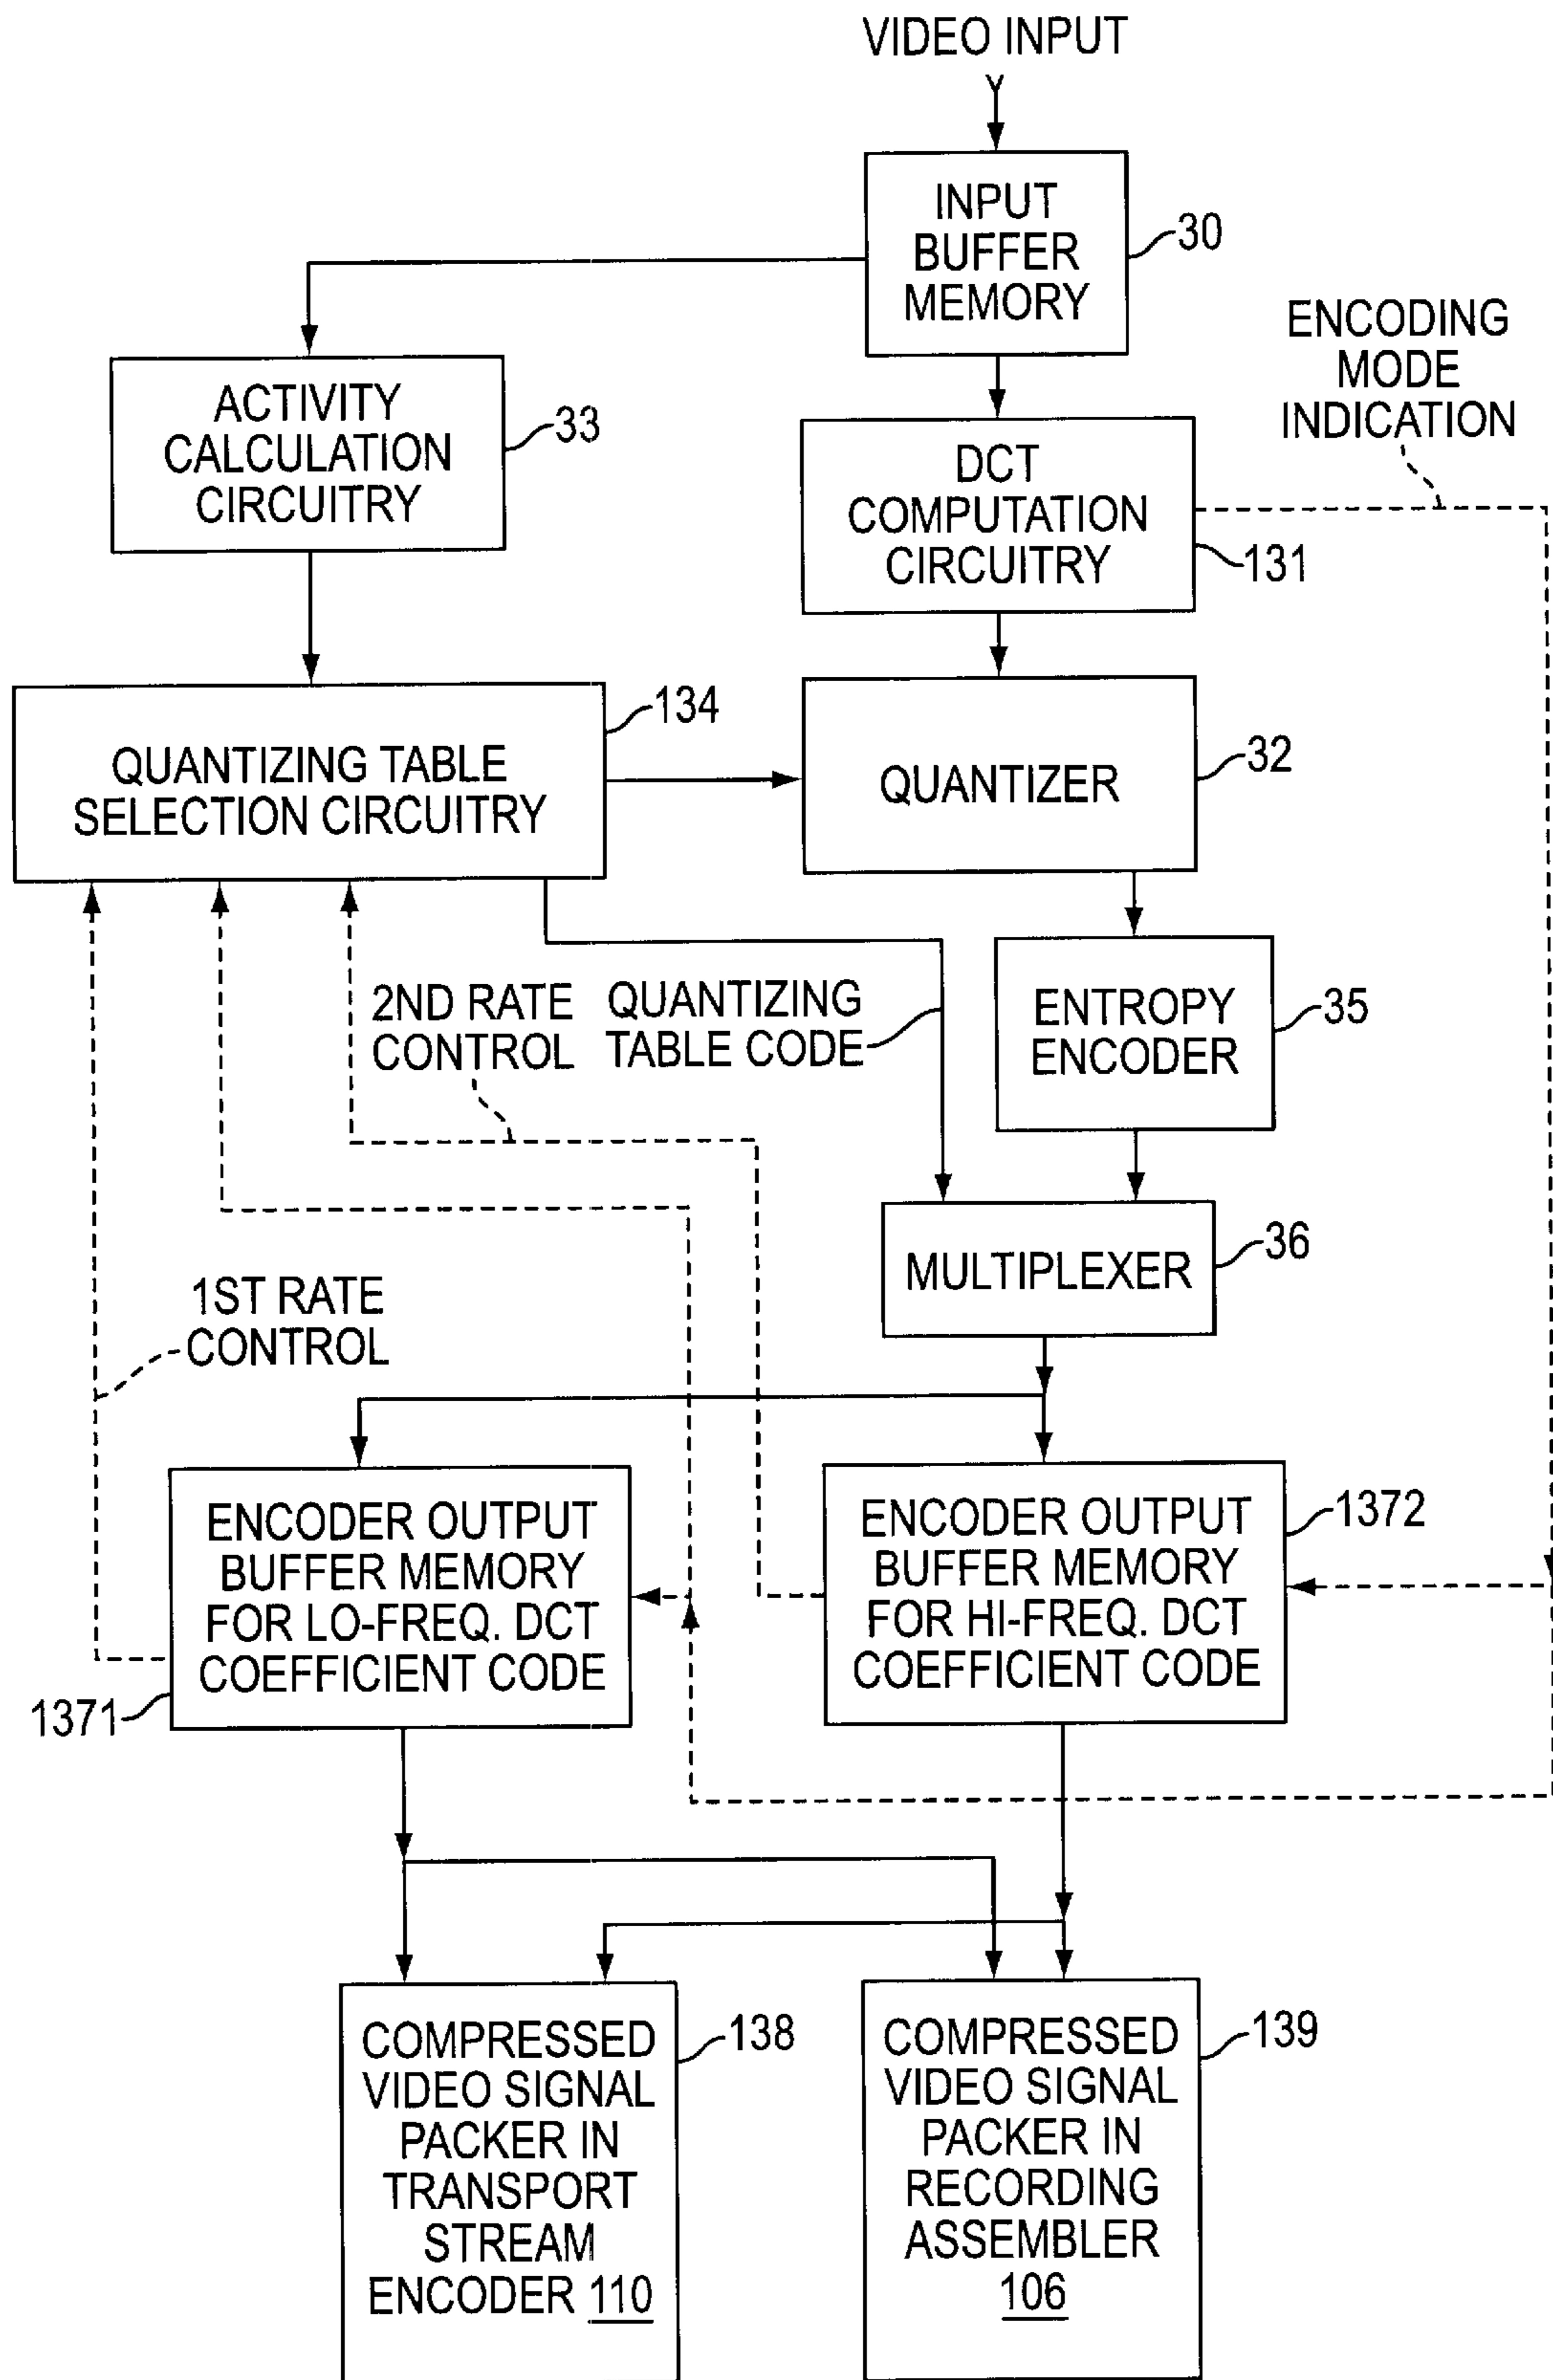 VIDEO INPUT
INPUT
BUFFER
MEMORY
30
ENCODING
MODE
INDICATION
ACTIVITY
CALCULATION
CIRCUITRY
33
DCT
COMPUTATION
CIRCUITRY
131
QUANTIZING TABLE
SELECTION CIRCUITRY
134
QUANTIZER
32
2ND RATE
CONTROL
QUANTIZING
TABLE CODE
ENTROPY
ENCODER
35
MULTIPLEXER
36
1ST RATE
CONTROL
ENCODER OUTPUT
BUFFER MEMORY
FOR LO-FREQ. DCT
COEFFICIENT CODE
1371
ENCODER OUTPUT
BUFFER MEMORY
FOR HI-FREQ. DCT
COEFFICIENT CODE
1372
COMPRESSED
VIDEO SIGNAL
PACKER IN
TRANSPORT
STREAM
ENCODER 110
138
COMPRESSED
VIDEO SIGNAL
PACKER IN
RECORDING
ASSEMBLER
106
139